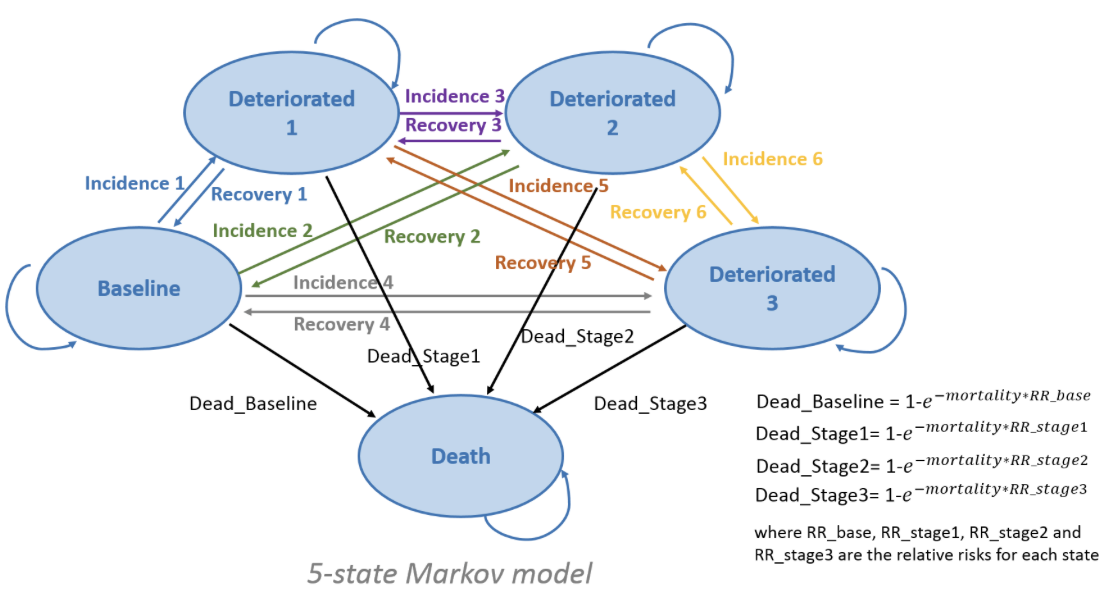 Deteriorated
1
Deteriorated
2
Incidence 3
Recovery 3
Incidence 1
Recovery 1
Incidence 6
Incidence 5
Recovery 6
Incidence 2
Recovery 2
Recovery 5
Baseline
Deteriorated
3
Incidence 4
Recovery 4
Dead_Stage1
Dead_Stage2
Dead_Baseline
Dead_Stage3
Death
Dead_Baseline = 1-e^{-mortality*RR_base}
Dead_Stage1= 1-e^{-mortality*RR_stage1}
Dead_Stage2= 1-e^{-mortality*RR_stage2}
Dead_Stage3= 1-e^{-mortality*RR_stage3}
where RR_base, RR_stage1, RR_stage2 and
RR_stage3 are the relative risks for each state
5-state Markov model